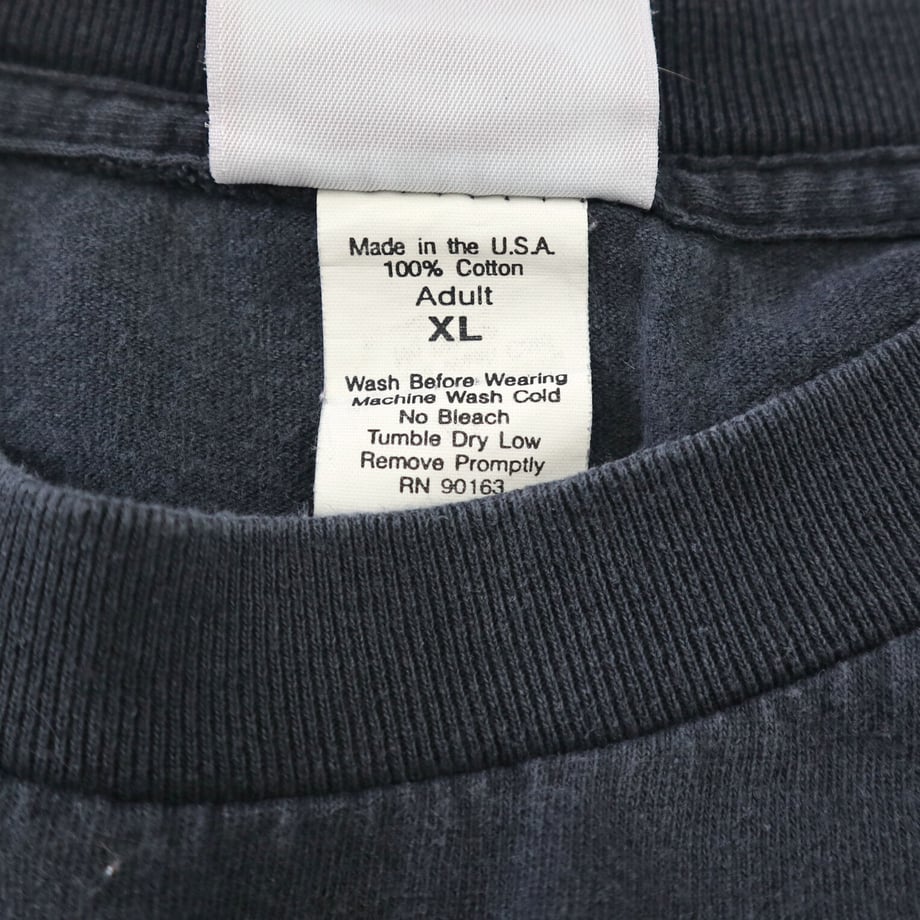 Made in the U.S.A.
100% Cotton
Adult
XL
Wash Before Wearing
Machine Wash Cold
No Bleach
Tumble Dry Low
Remove Promptly
RN 90163